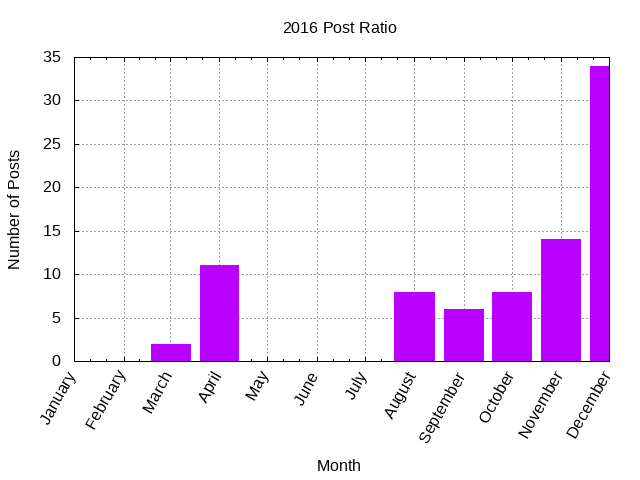 2016 Post Ratio
35
30
25
20
15
10
5
0
Number of Posts
January
February
March
April
May
June
July
August
September
October
November
December
Month